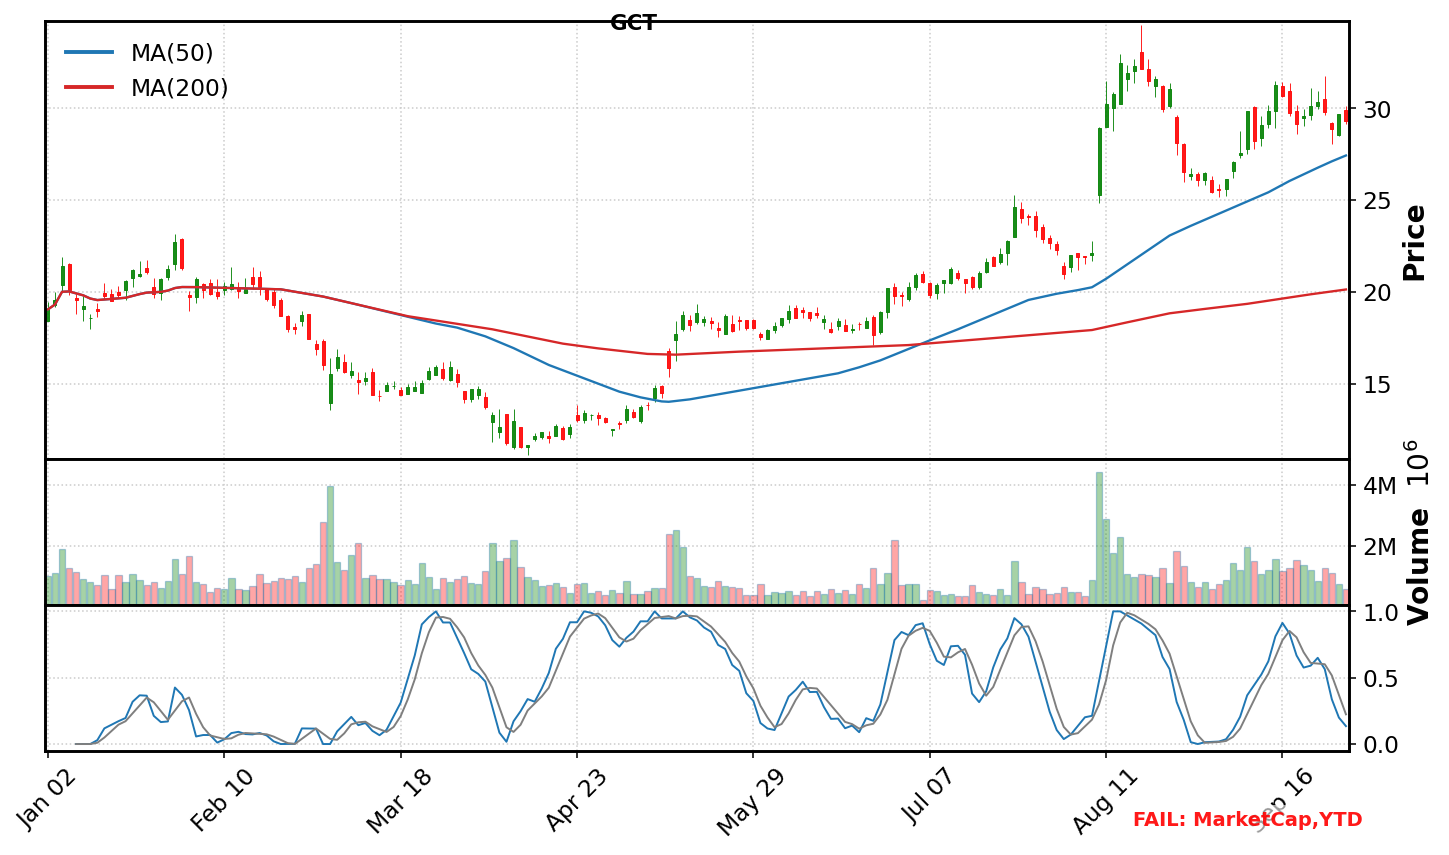 GCT
MA(50)
MA(200)
30
25
20
15
Price
4M
2M
Volume 10⁶
1.0
0.5
0.0
Jan 02
Feb 10
Mar 18
Apr 23
May 29
Jul 07
Aug 11
Sep 16
FAIL: MarketCap,YTD